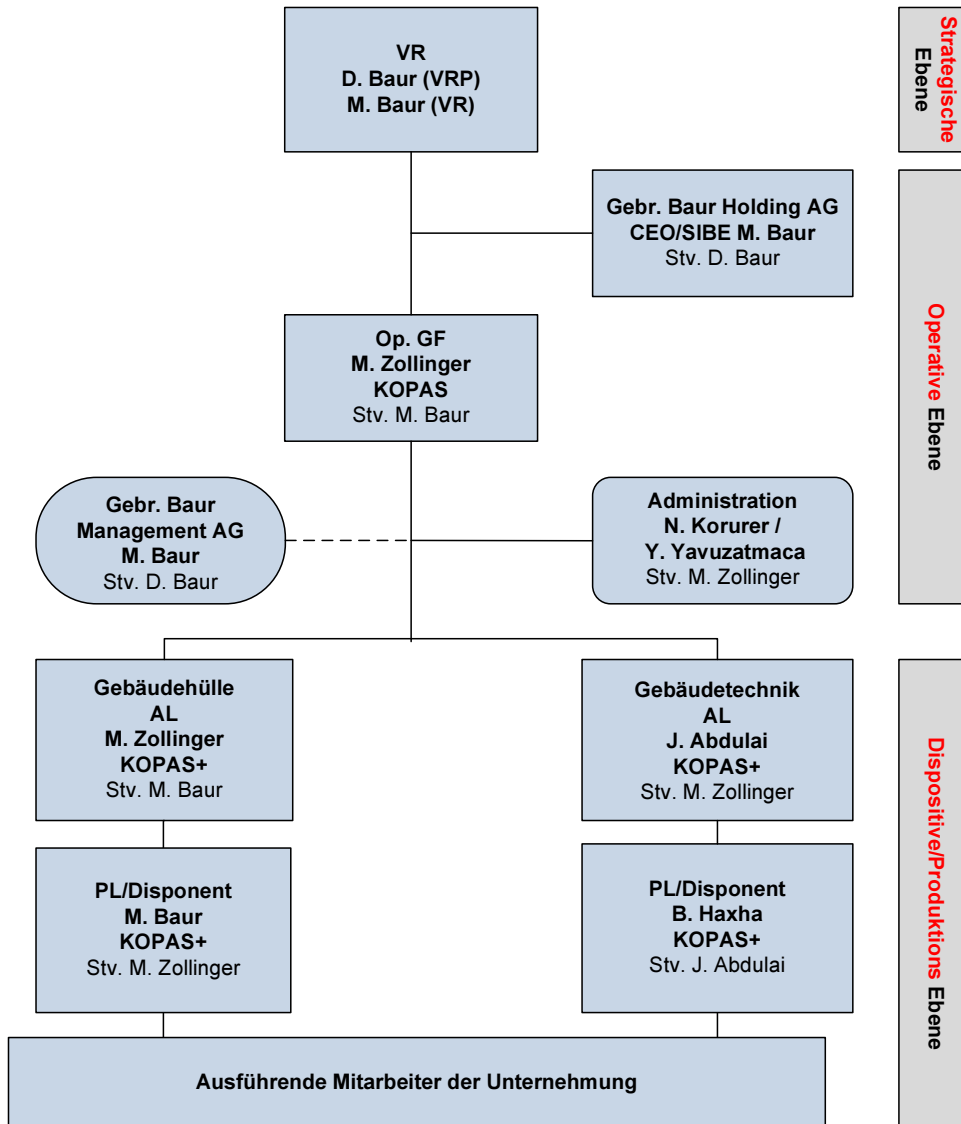 VR
D. Baur (VRP)
M. Baur (VR)
Strategische
Ebene
Gebr. Baur Holding AG
CEO/SIBE M. Baur
Stv. D. Baur
Op. GF
M. Zollinger
KOPAS
Stv. M. Baur
Operative Ebene
Gebr. Baur
Management AG
M. Baur
Stv. D. Baur
Administration
N. Korurer /
Y. Yavuzatmaca
Stv. M. Zollinger
Gebäudehülle
AL
M. Zollinger
KOPAS+
Stv. M. Baur
Gebäudetechnik
AL
J. Abdulai
KOPAS+
Stv. M. Zollinger
Dispositive/Produktions Ebene
PL/Disponent
M. Baur
KOPAS+
Stv. M. Zollinger
PL/Disponent
B. Haxha
KOPAS+
Stv. J. Abdulai
Ausführende Mitarbeiter der Unternehmung